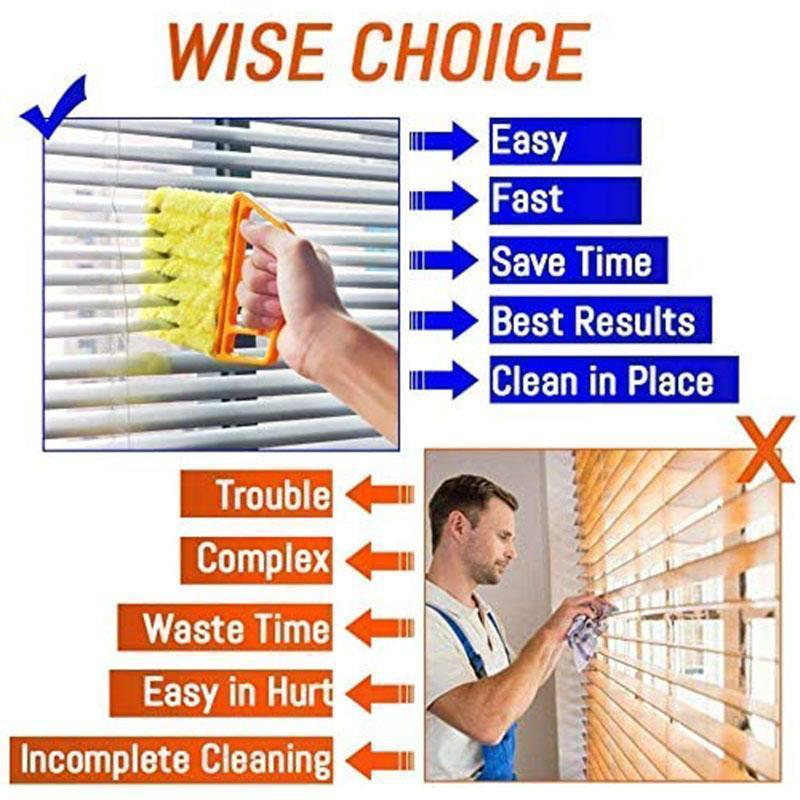 WISE CHOICE
Easy
Fast
Save Time
Best Results
Clean in Place
X
Trouble
Complex
Waste Time
Easy in Hurt
Incomplete Cleaning